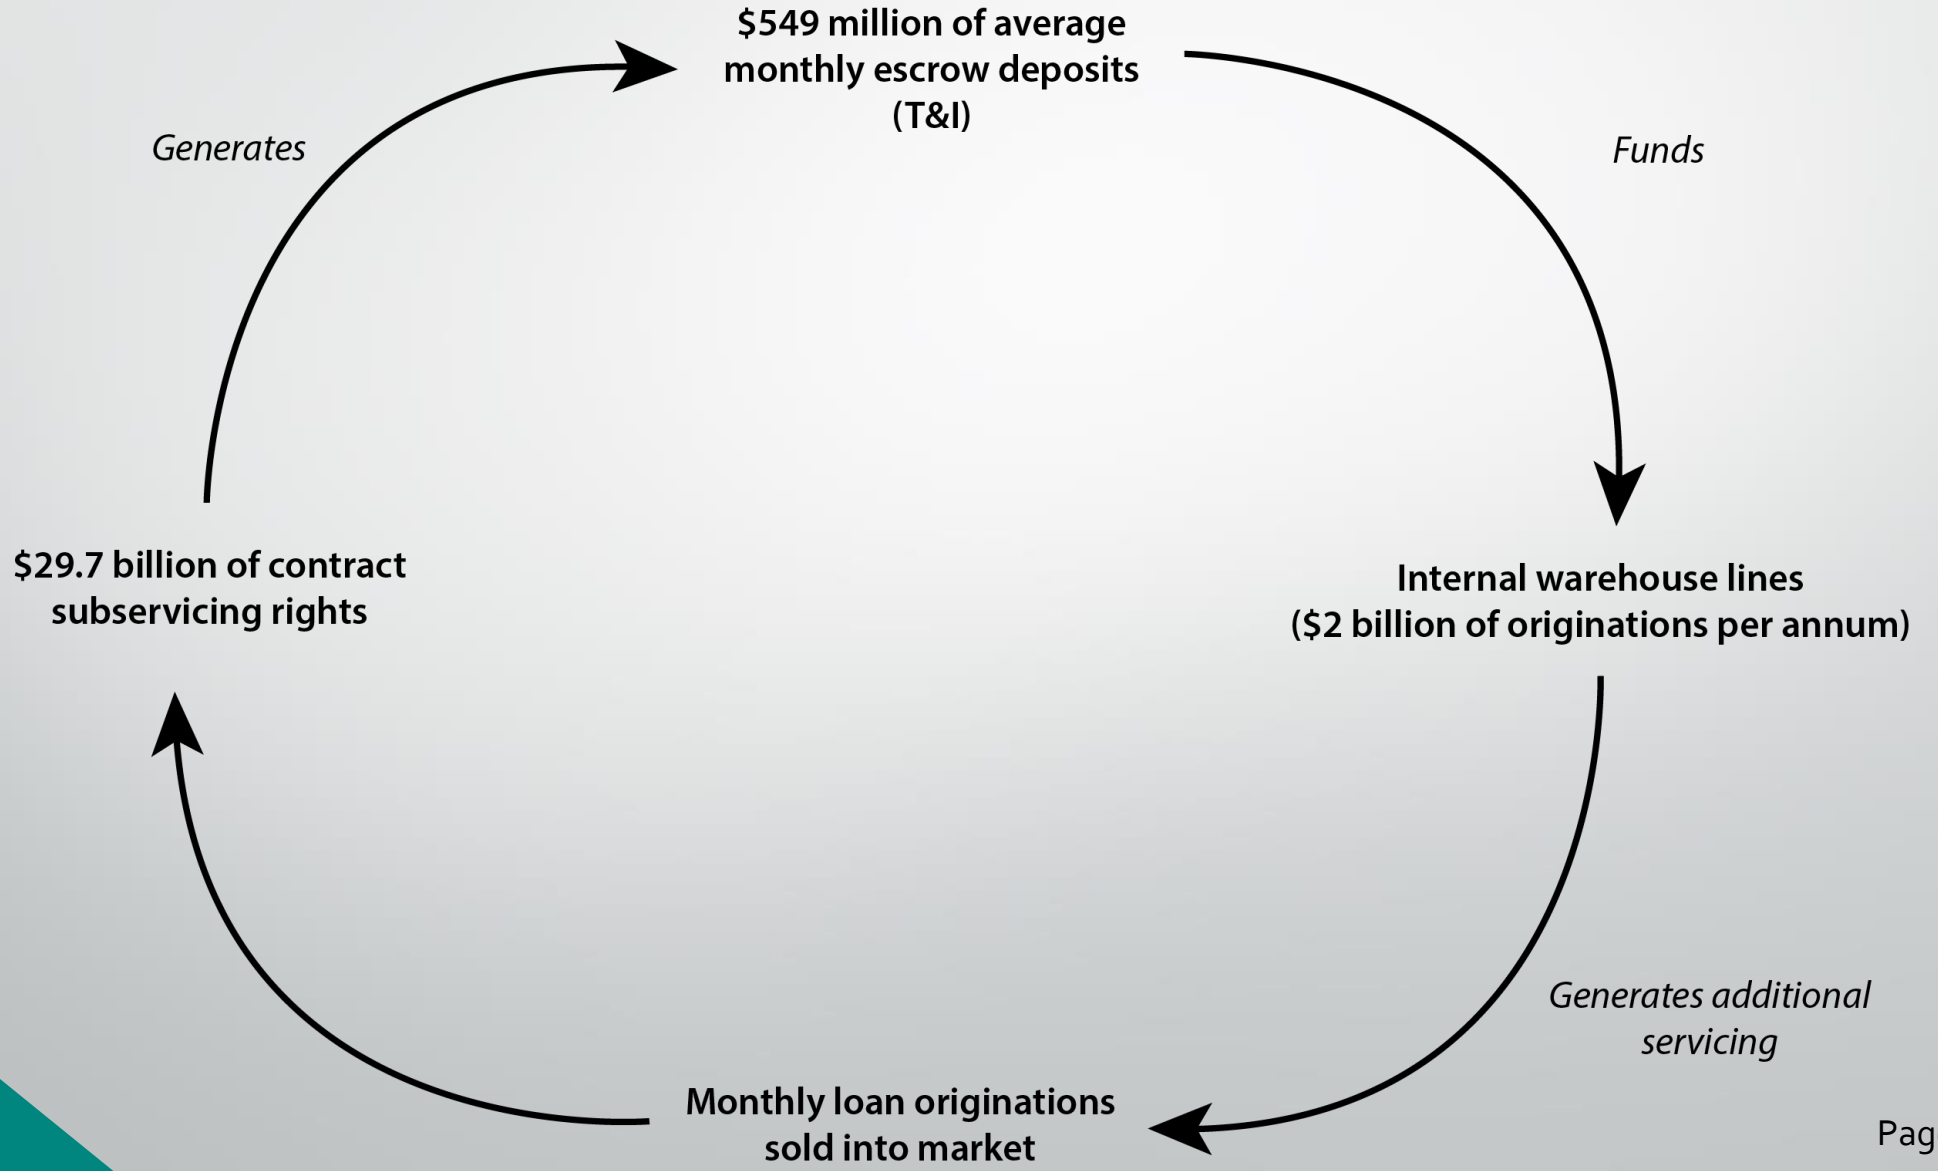 $549 million of average
monthly escrow deposits
(T&I)
Generates
Funds
$29.7 billion of contract
subservicing rights
Internal warehouse lines
($2 billion of originations per annum)
Generates additional
servicing
Monthly loan originations
sold into market
Pag